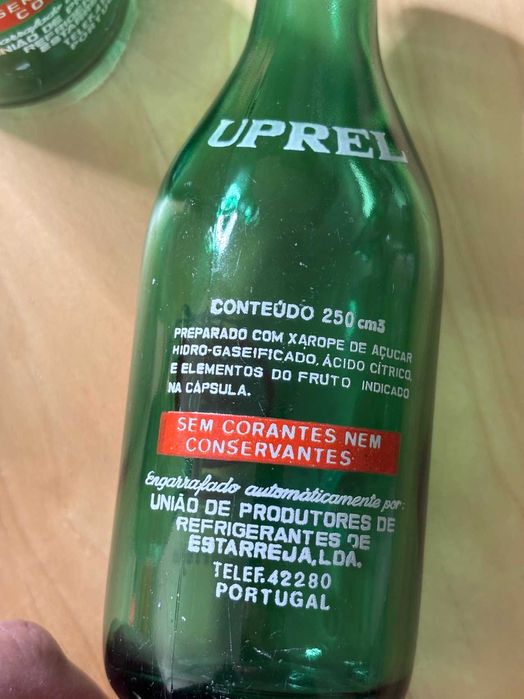 UPREL
CONTEÚDO 250 cm3
PREPARADO COM XAROPE DE AÇUCAR
HIDRO-GASEIFICADO, ÁCIDO CÍTRICO,
E ELEMENTOS DO FRUTO INDICADO
NA CÁPSULA.
SEM CORANTES NEM
CONSERVANTES
Engarrafado automáticamente por:
UNIÃO DE PRODUTORES DE
REFRIGERANTES DE
ESTARREJA, LDA.
TELEF. 42280
PORTUGAL